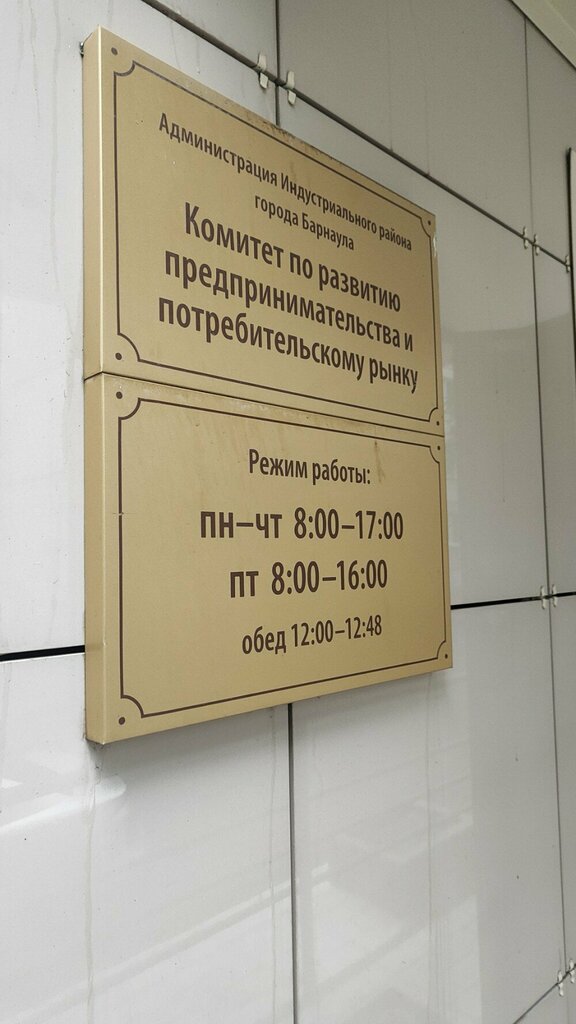 Администрация Индустриального района
города Барнаула
Комитет по развитию
предпринимательства и
потребительскому рынку
Режим работы:
пн–чт 8:00–17:00
пт 8:00–16:00
обед 12:00–12:48